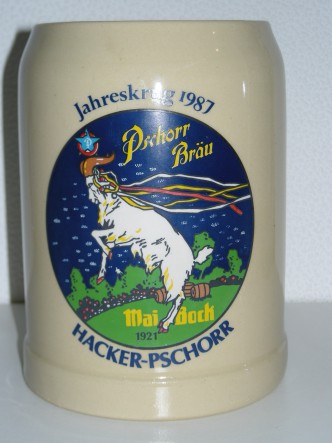 Jahreskrug 1987
Pschorr
Bräu
Mai Bock
1921
HACKER-PSCHORR